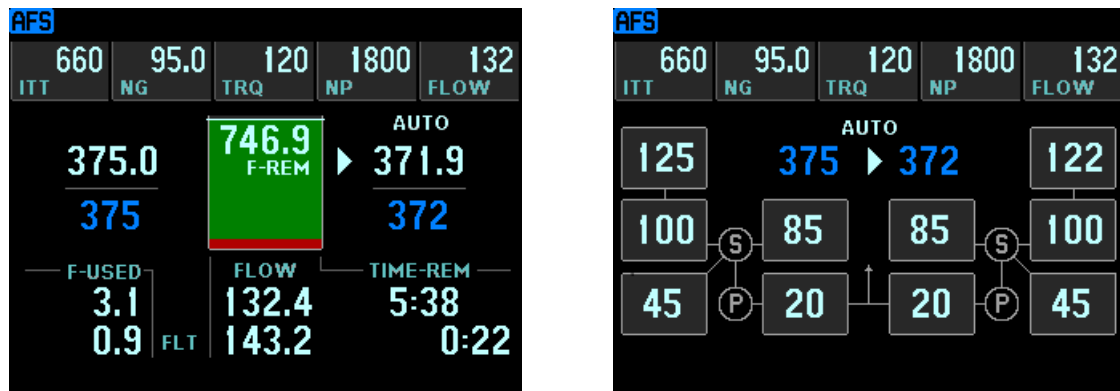 AFS
660 95.0 120 1800 132
ITT NG TRQ NP FLOW
AUTO
375.0 746.9 371.9
F-REM
375 372
F-USED FLOW TIME-REM
3.1 132.4 5:38
0.9 FLT 143.2 0:22
AFS
660 95.0 120 1800 132
ITT NG TRQ NP FLOW
AUTO
125 375 372 122
100 S 85 85 S 100
45 P 20 20 P 45